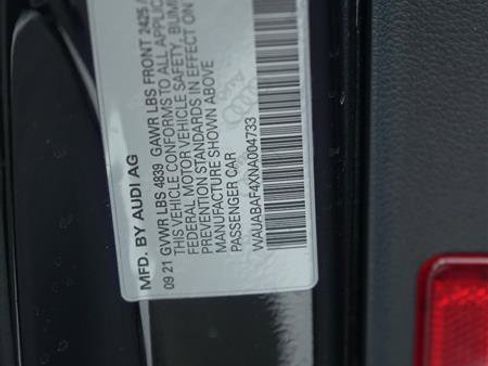 MFD. BY AUDI AG
09 21 GVWR LBS 4839 GAWR LBS FRONT 2425
THIS VEHICLE CONFORMS TO ALL APPLIC
FEDERAL MOTOR VEHICLE SAFETY, BUM
PREVENTION STANDARDS IN EFFECT ON
MANUFACTURE SHOWN ABOVE
PASSENGER CAR
WAUABAF4XNA004733